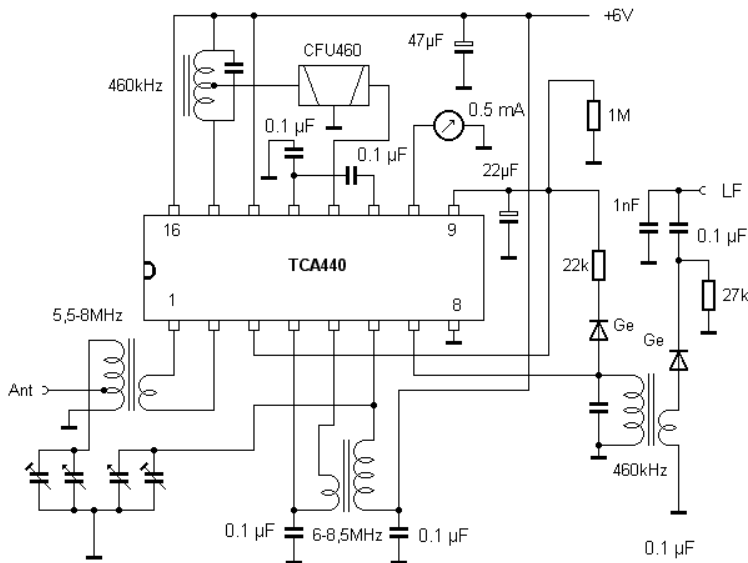 +6V
47µF
CFU460
460kHz
0.5 mA
1M
0.1 µF
0.1 µF
22µF
LF
1nF
0.1 µF
16
9
TCA440
22k
27k
1
8
5,5-8MHz
Ge
Ge
Ant
460kHz
0.1 µF
6-8,5MHz
0.1 µF
0.1 µF